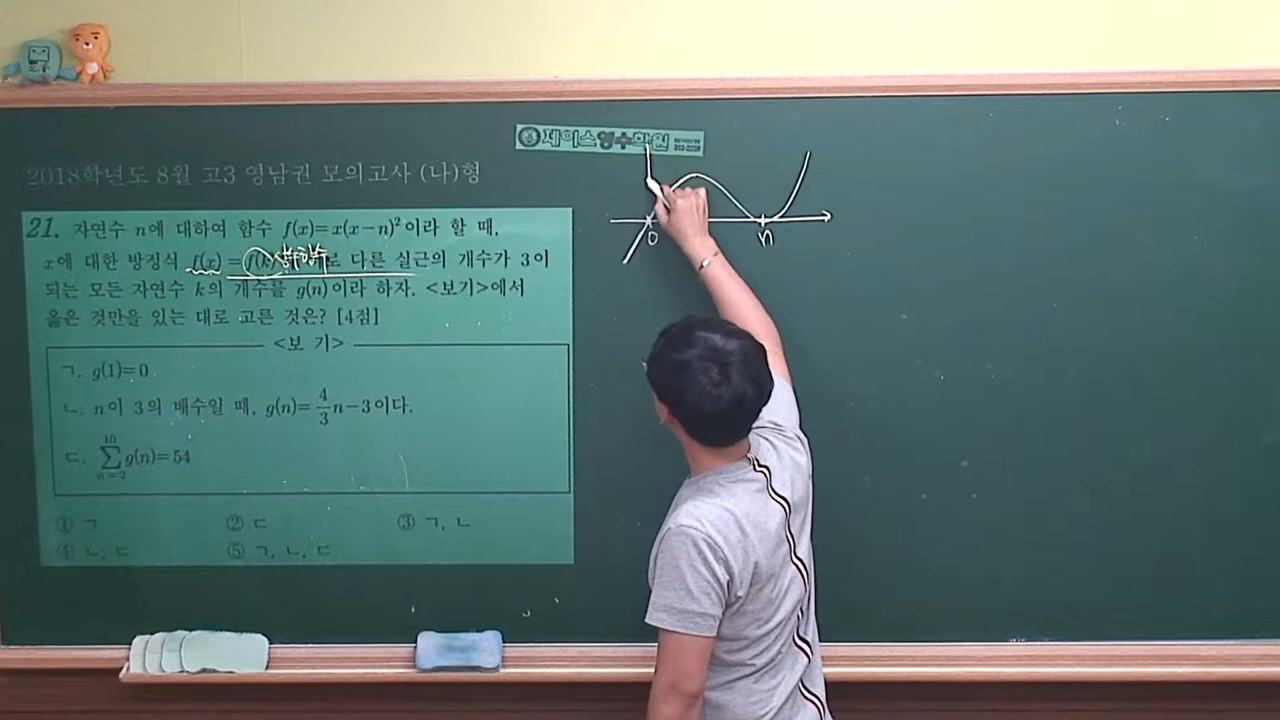 제이스영수학원
2018학년도 8월 고3 영남권 모의고사 (나)형
21. 자연수 n에 대하여 함수 f(x)=x(x-n)²이라 할 때,
x에 대한 방정식 f(x)=f(k) 상수함수 로 다른 실근의 개수가 3이
되는 모든 자연수 k의 개수를 g(n)이라 하자. <보기>에서
옳은 것만을 있는 대로 고른 것은? [4점]
<보 기>
ㄱ. g(1)=0
ㄴ. n이 3의 배수일 때, g(n)=4/3n-3이다.
ㄷ. ∑_{n=2}^{10} g(n)=54
① ㄱ ② ㄷ ③ ㄱ, ㄴ
④ ㄴ, ㄷ ⑤ ㄱ, ㄴ, ㄷ
0 n